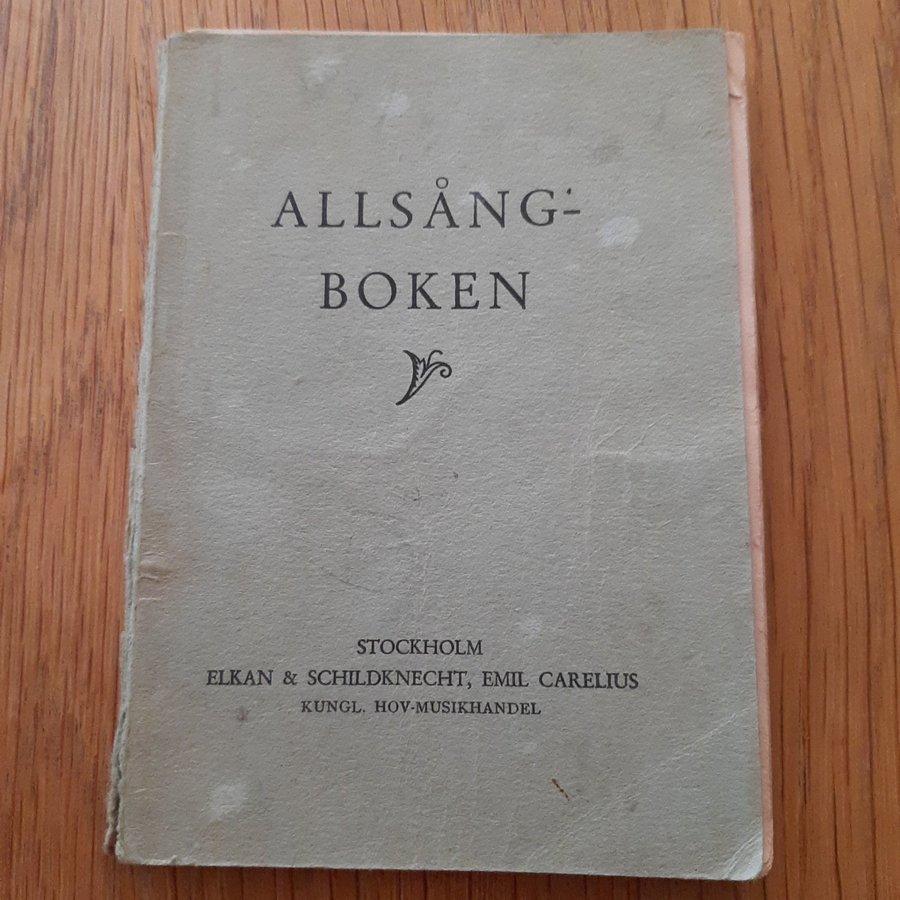 ALLSÅNG-
BOKEN
STOCKHOLM
ELKAN & SCHILDKNECHT, EMIL CARELIUS
KUNGL. HOV-MUSIKHANDEL